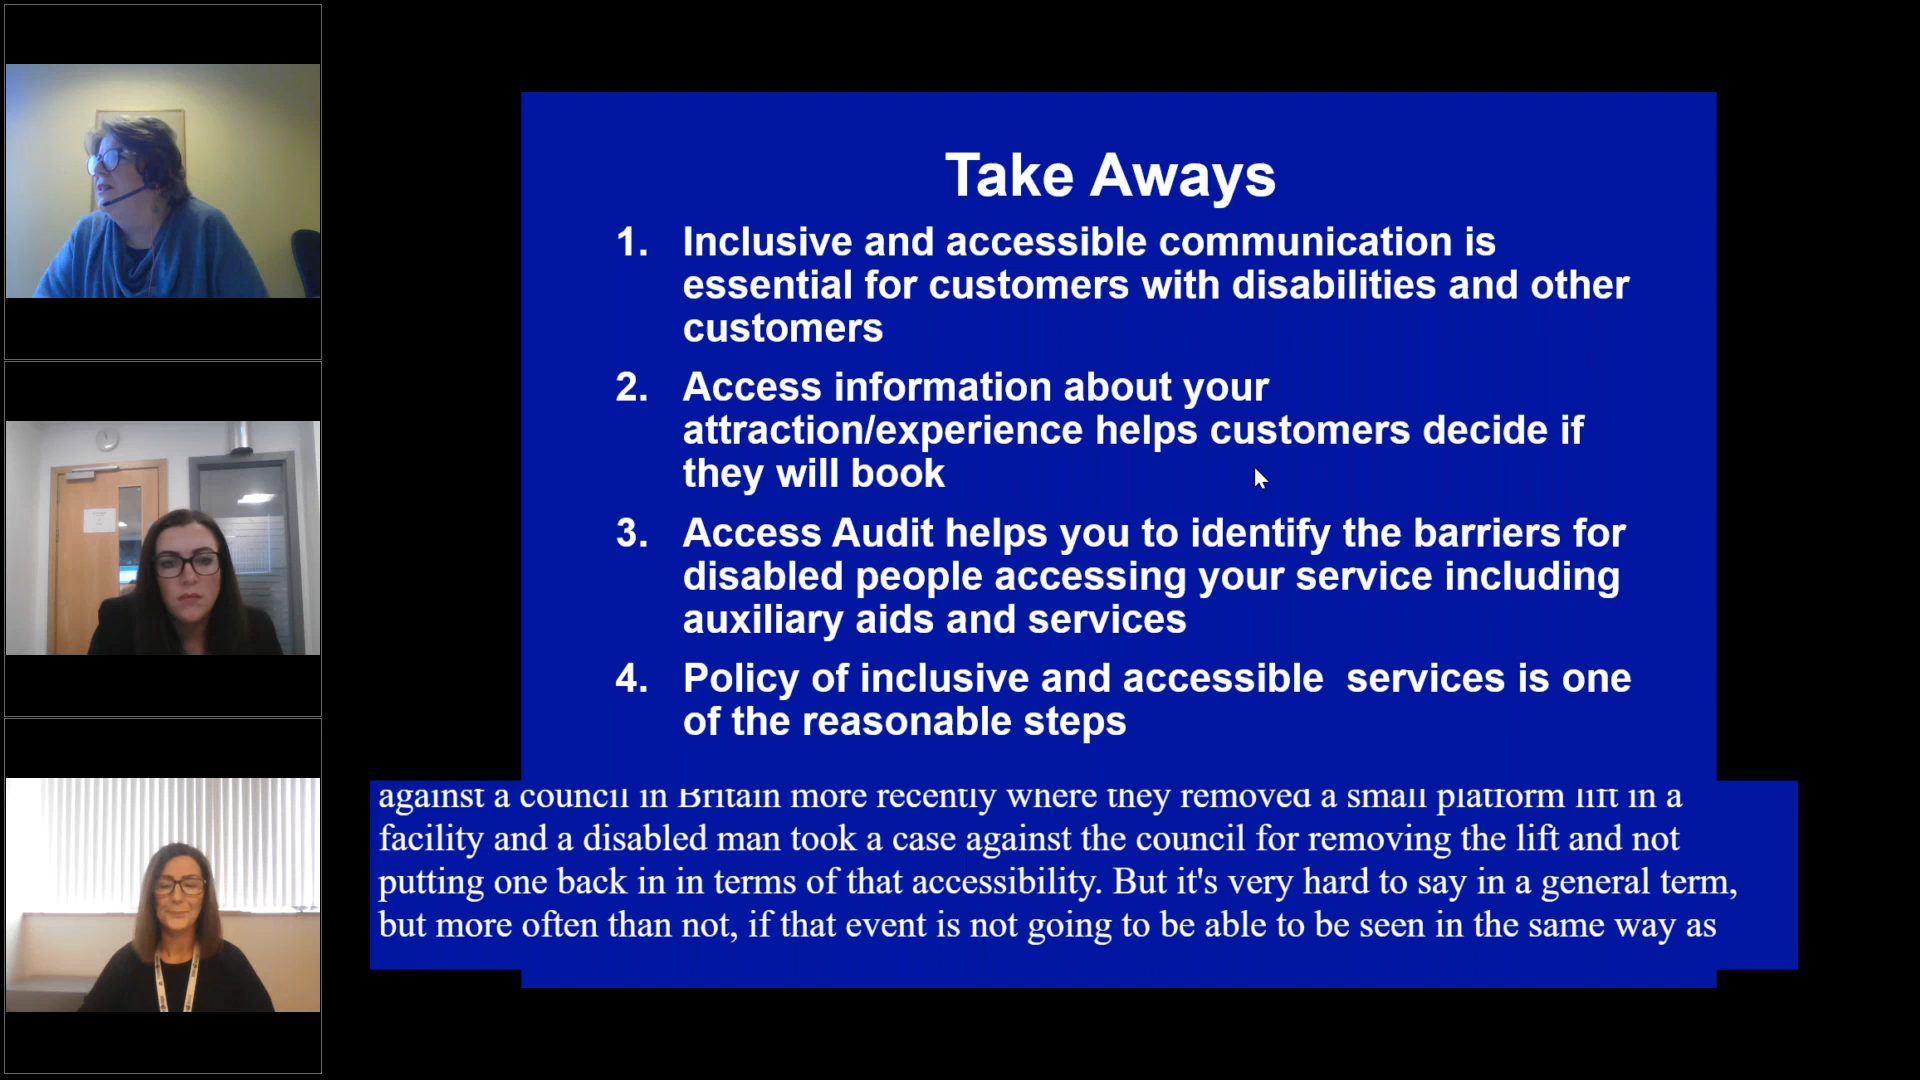 Take Aways
1. Inclusive and accessible communication is
essential for customers with disabilities and other
customers
2. Access information about your
attraction/experience helps customers decide if
they will book
3. Access Audit helps you to identify the barriers for
disabled people accessing your service including
auxiliary aids and services
4. Policy of inclusive and accessible  services is one
of the reasonable steps
against a council in Britain more recently where they removed a small platform lift in a
facility and a disabled man took a case against the council for removing the lift and not
putting one back in in terms of that accessibility. But it's very hard to say in a general term,
but more often than not, if that event is not going to be able to be seen in the same way as